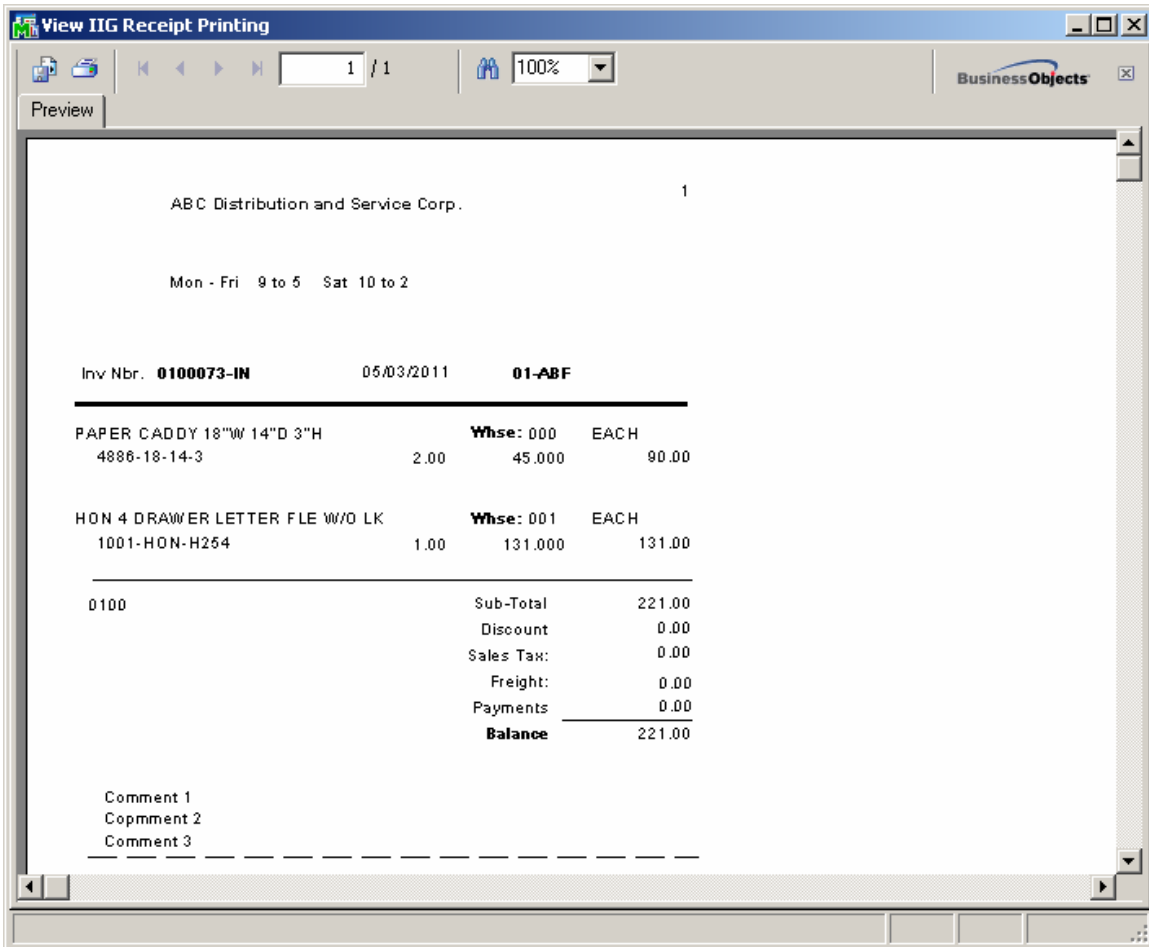 View IIG Receipt Printing
1 / 1 100% BusinessObjects
Preview
ABC Distribution and Service Corp. 1
Mon - Fri 9 to 5 Sat 10 to 2
Inv Nbr. 0100073-IN 05/03/2011 01-ABF
PAPER CADDY 18"W 14"D 3"H Whse: 000 EACH
4886-18-14-3 2.00 45.000 90.00
HON 4 DRAWER LETTER FLE W/O LK Whse: 001 EACH
1001-HON-H254 1.00 131.000 131.00
0100 Sub-Total 221.00
Discount 0.00
Sales Tax: 0.00
Freight: 0.00
Payments 0.00
Balance 221.00
Comment 1
Copmment 2
Comment 3